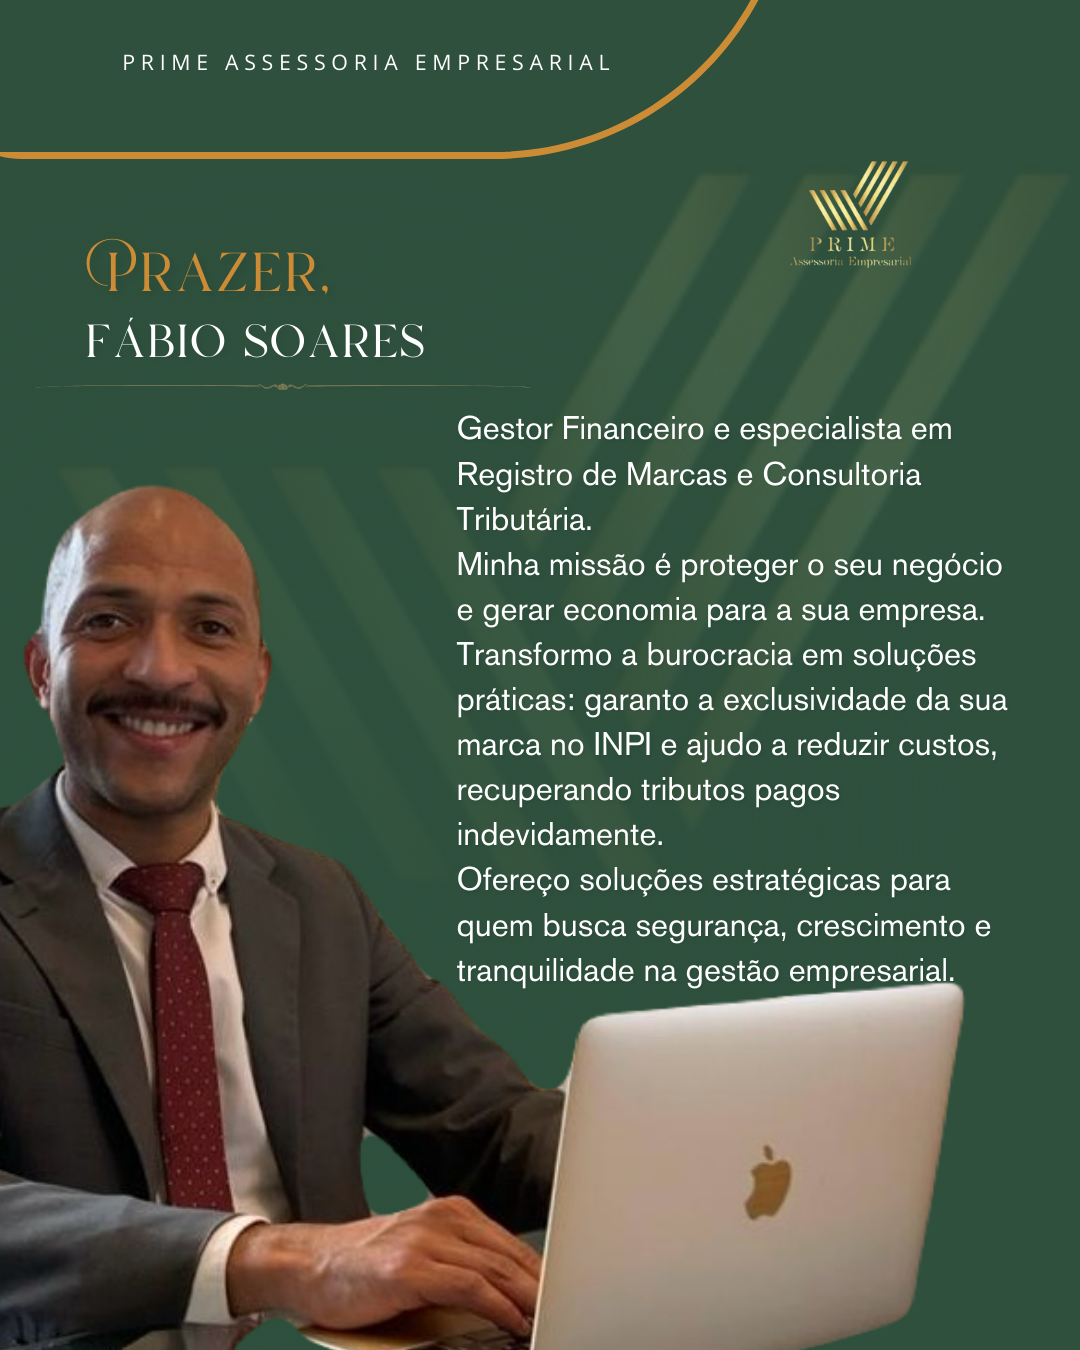 PRIME ASSESSORIA EMPRESARIAL
PRIME
Assessoria Empresarial
PRAZER,
FÁBIO SOARES
Gestor Financeiro e especialista em
Registro de Marcas e Consultoria
Tributária.
Minha missão é proteger o seu negócio
e gerar economia para a sua empresa.
Transformo a burocracia em soluções
práticas: garanto a exclusividade da sua
marca no INPI e ajudo a reduzir custos,
recuperando tributos pagos
indevidamente.
Ofereço soluções estratégicas para
quem busca segurança, crescimento e
tranquilidade na gestão empresarial.